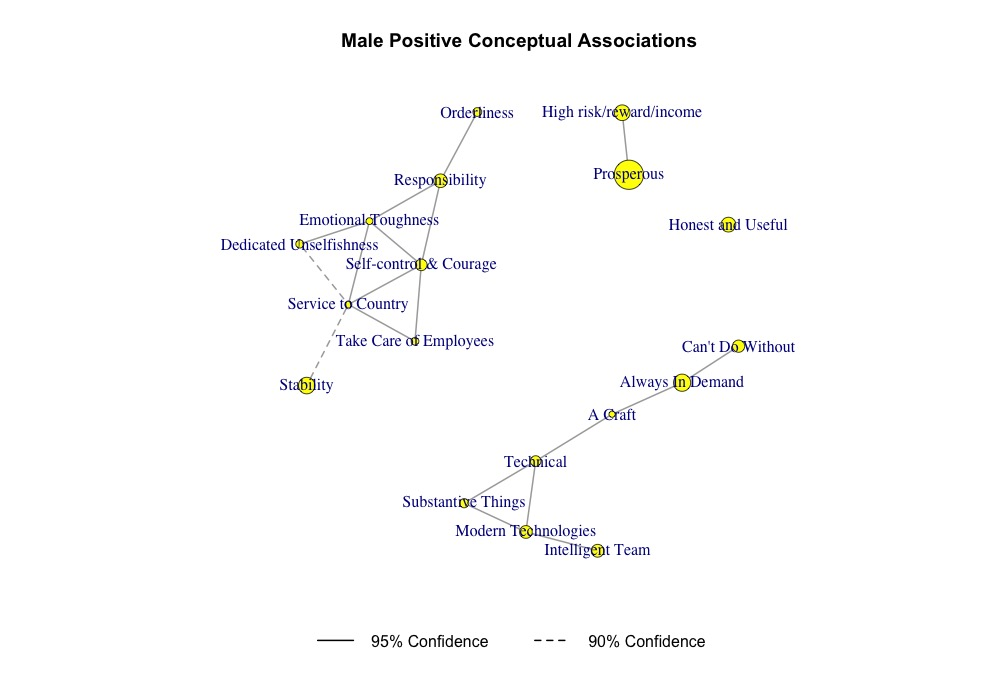 Male Positive Conceptual Associations
Orderliness
High risk/reward/income
Responsibility
Prosperous
Emotional Toughness
Honest and Useful
Dedicated Unselfishness
Self-control & Courage
Service to Country
Take Care of Employees
Can't Do Without
Stability
Always In Demand
A Craft
Technical
Substantive Things
Modern Technologies
Intelligent Team
95% Confidence
90% Confidence